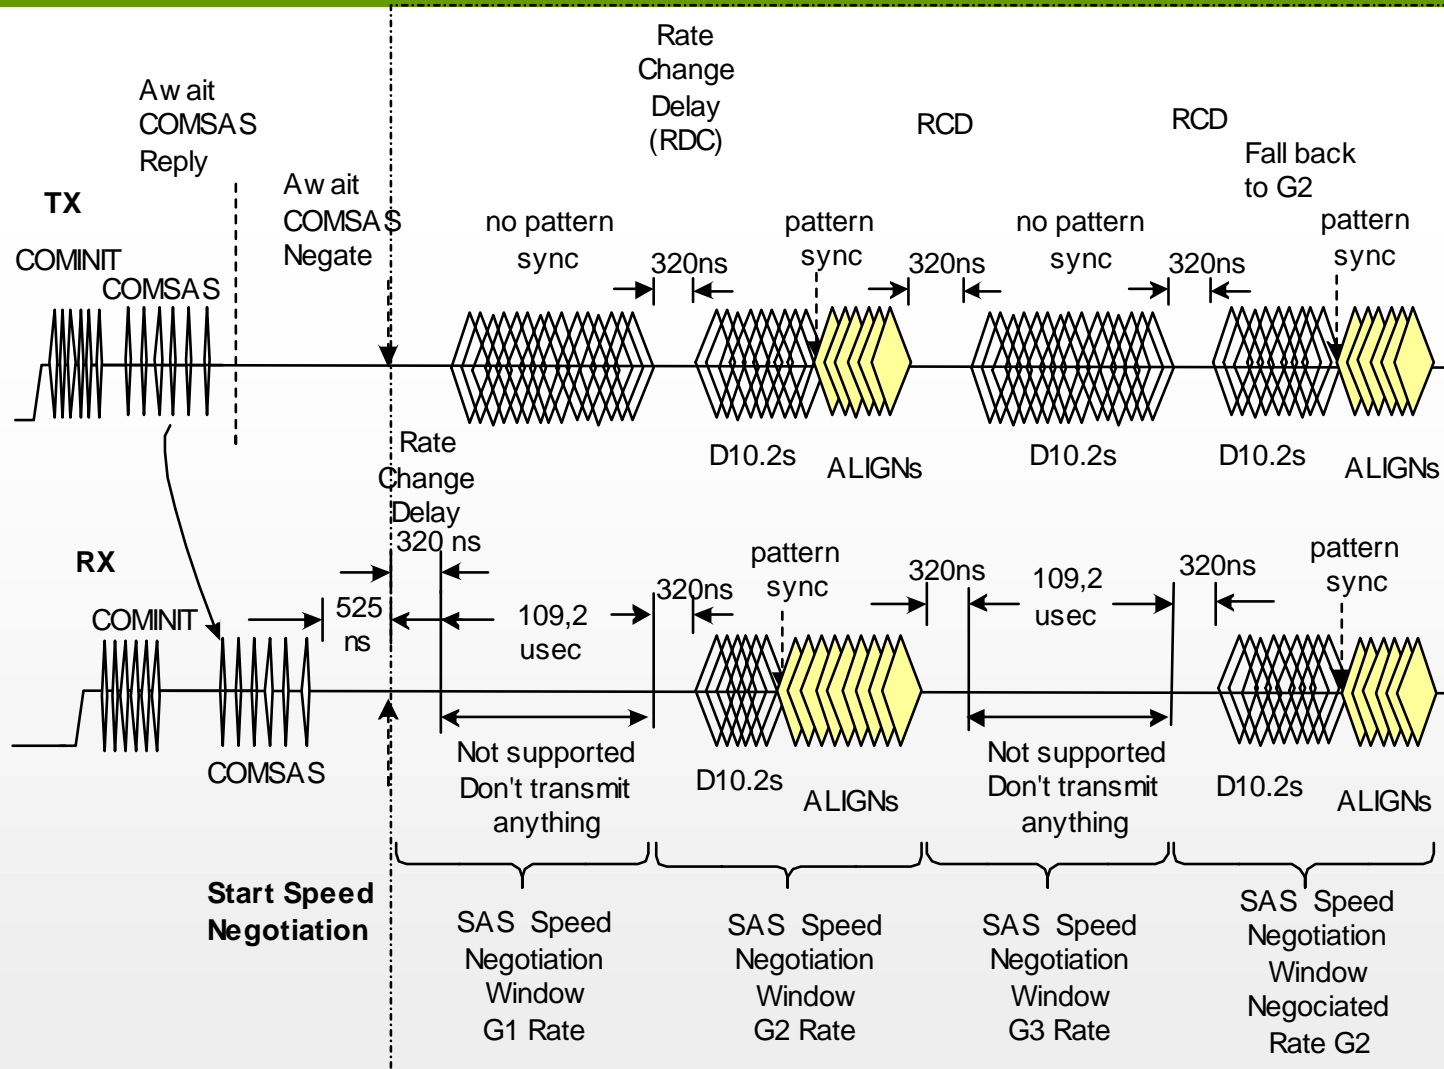 Rate
Change
Delay
(RDC)
RCD
RCD
Await
COMSAS
Reply
Fall back
to G2
TX
Await
COMSAS
Negate
no pattern
sync
pattern
sync
no pattern
sync
pattern
sync
COMINIT
COMSAS
320ns
320ns
320ns
D10.2s
ALIGNs
D10.2s
D10.2s
ALIGNs
Rate
Change
Delay
320 ns
RX
pattern
sync
pattern
sync
320ns
320ns
320ns
COMINIT
525
ns
109,2
usec
109,2
usec
COMSAS
Not supported
Don't transmit
anything
D10.2s
ALIGNs
Not supported
Don't transmit
anything
D10.2s
ALIGNs
Start Speed
Negotiation
SAS Speed
Negotiation
Window
G1 Rate
SAS Speed
Negotiation
Window
G2 Rate
SAS Speed
Negotiation
Window
G3 Rate
SAS Speed
Negotiation
Window
Negociated
Rate G2